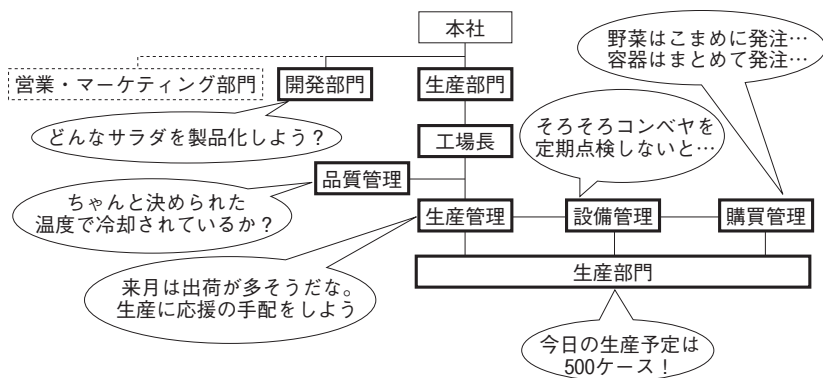 本社
野菜はこまめに発注…
容器はまとめて発注…
営業・マーケティング部門
開発部門
生産部門
どんなサラダを製品化しよう？
工場長
そろそろコンベヤを
定期点検しないと…
品質管理
ちゃんと決められた
温度で冷却されているか？
生産管理
設備管理
購買管理
生産部門
来月は出荷が多そうだな。
生産に応援の手配をしよう
今日の生産予定は
500ケース！